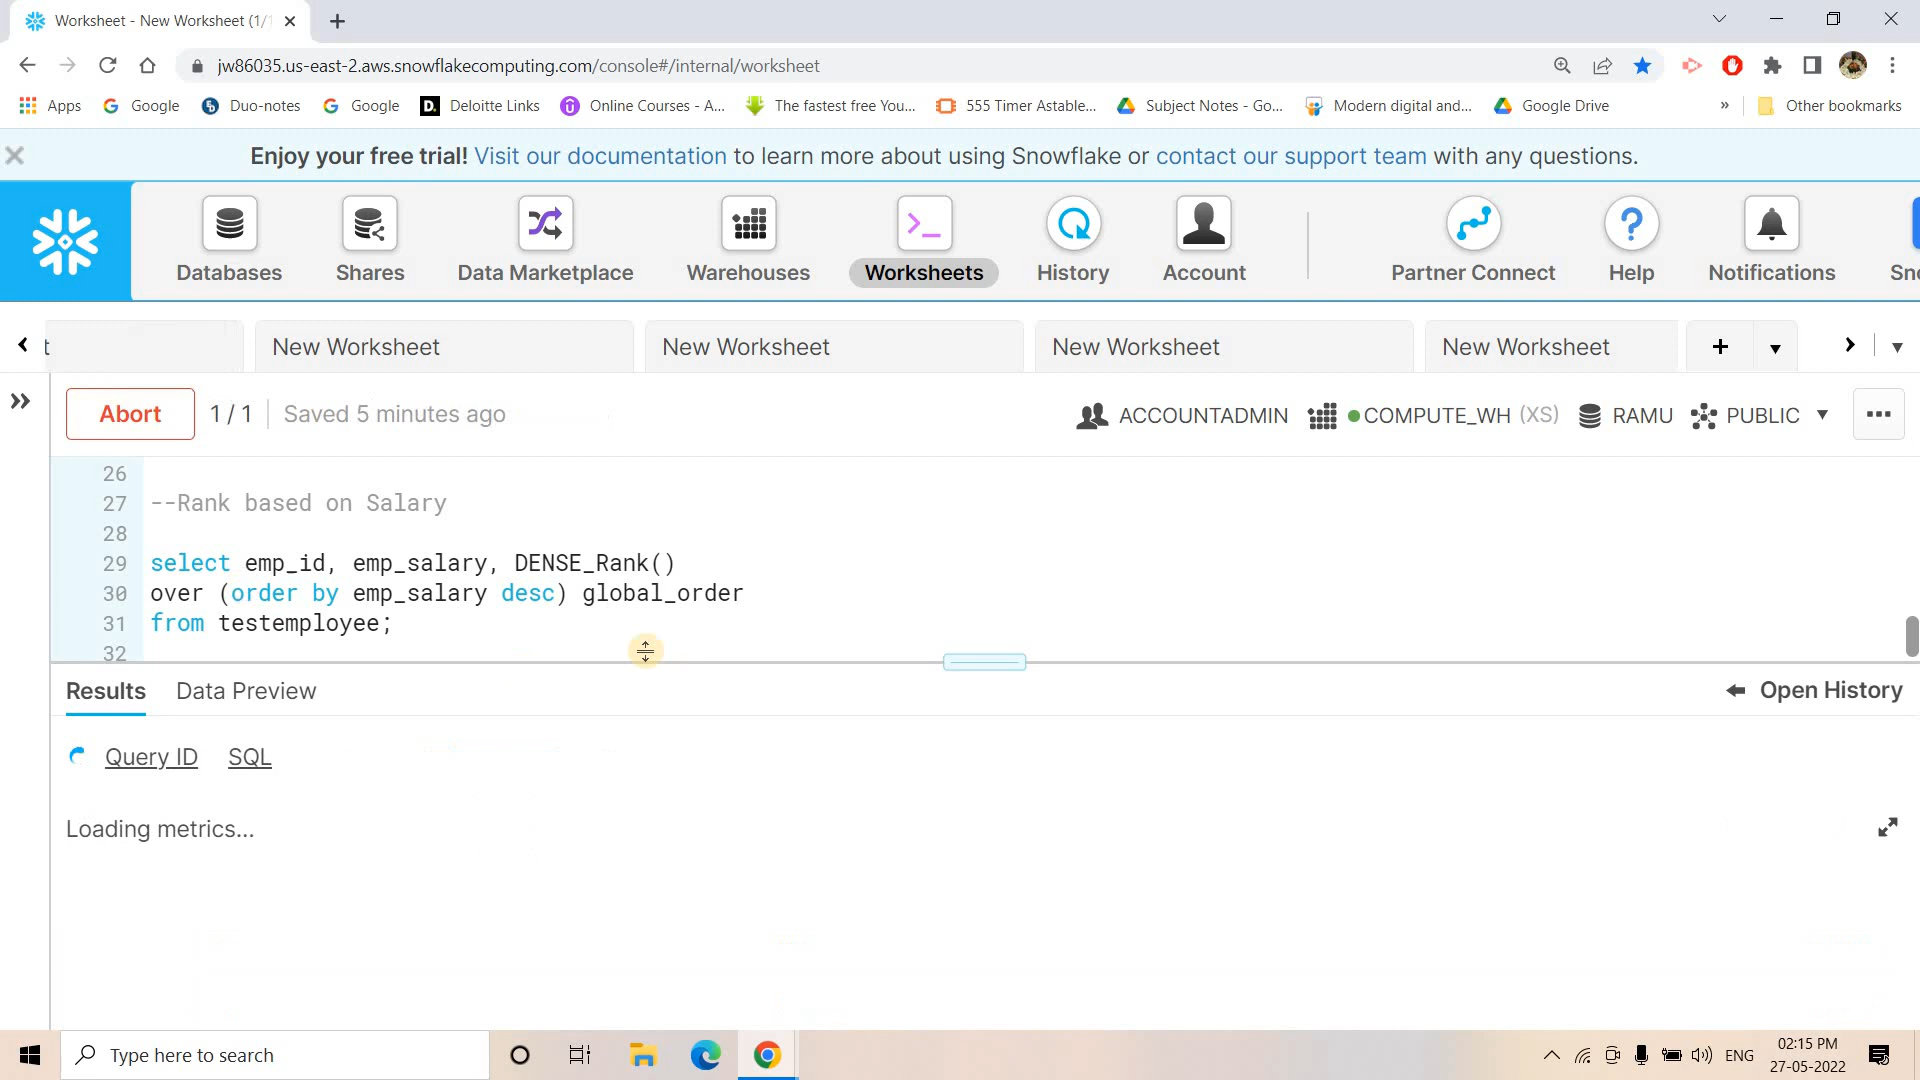 Worksheet - New Worksheet (1/1
jw86035.us-east-2.aws.snowflakecomputing.com/console#/internal/worksheet
Apps Google Duo-notes Google D. Deloitte Links Online Courses - A... The fastest free You... 555 Timer Astable... Subject Notes - Go... Modern digital and... Google Drive » Other bookmarks
Enjoy your free trial! Visit our documentation to learn more about using Snowflake or contact our support team with any questions.
Databases Shares Data Marketplace Warehouses Worksheets History Account Partner Connect Help Notifications Sno
t New Worksheet New Worksheet New Worksheet New Worksheet
Abort 1 / 1 Saved 5 minutes ago ACCOUNTADMIN COMPUTE_WH (XS) RAMU PUBLIC
26
27 --Rank based on Salary
28
29 select emp_id, emp_salary, DENSE_Rank()
30 over (order by emp_salary desc) global_order
31 from testemployee;
32
Results Data Preview Open History
Query ID SQL
Loading metrics...
Type here to search ENG 02:15 PM
27-05-2022